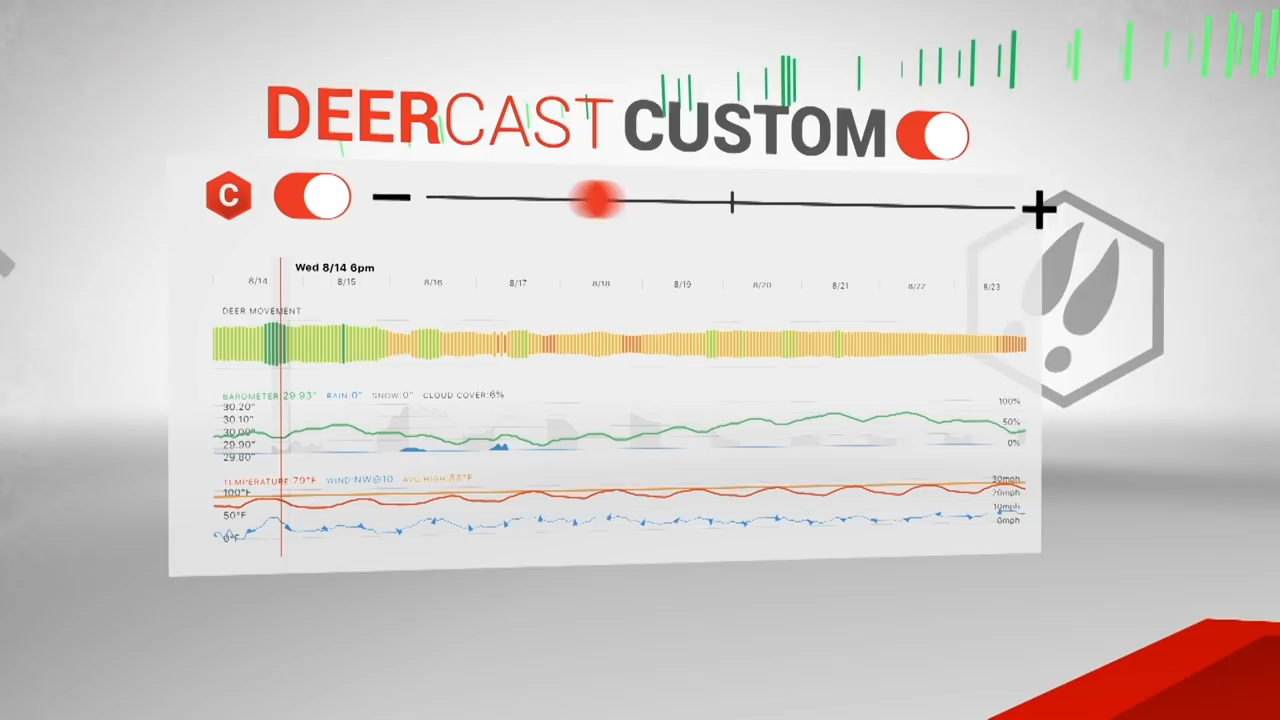 DEERCAST CUSTOM
C
Wed 8/14 6pm
8/14 8/15 8/16 8/17 8/18 8/19 8/20 8/21 8/22 8/23
DEER MOVEMENT
BAROMETER:29.93" RAIN:0" SNOW:0" CLOUD COVER:6%
30.20" 100%
30.10" 50%
30.00" 0%
29.90"
29.80"
TEMPERATURE:79°F WIND:NW@10 AVG HIGH:88°F 30mph
100°F 20mph
50°F 10mph
0°F 0mph